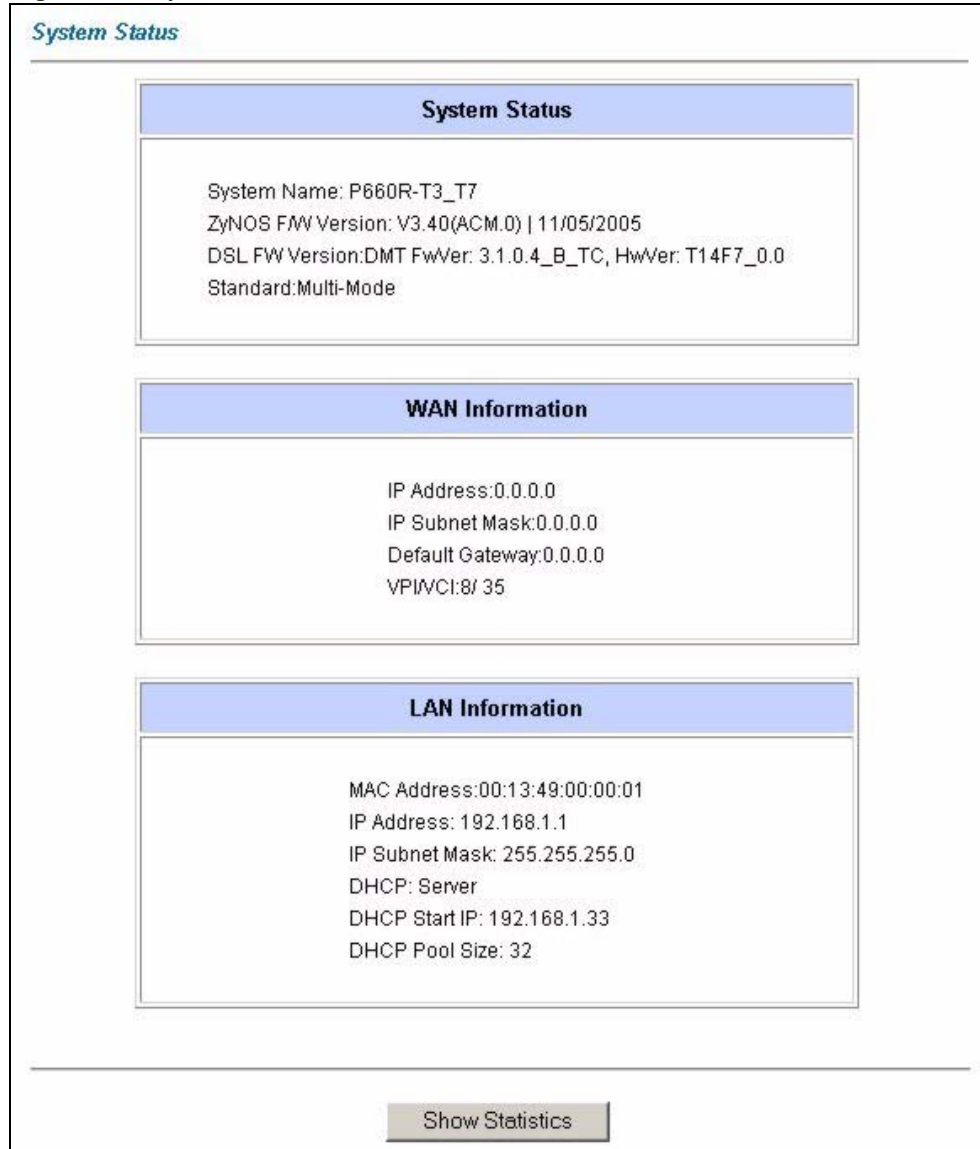 System Status
System Status
System Name: P660R-T3_T7
ZyNOS F/W Version: V3.40(ACM.0) | 11/05/2005
DSL FW Version:DMT FwVer: 3.1.0.4_B_TC, HwVer: T14F7_0.0
Standard:Multi-Mode
WAN Information
IP Address:0.0.0.0
IP Subnet Mask:0.0.0.0
Default Gateway:0.0.0.0
VPI/VCI:8/ 35
LAN Information
MAC Address:00:13:49:00:00:01
IP Address: 192.168.1.1
IP Subnet Mask: 255.255.255.0
DHCP: Server
DHCP Start IP: 192.168.1.33
DHCP Pool Size: 32
Show Statistics